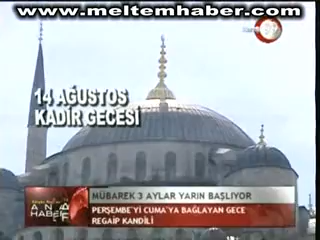 www.meltemhaber.com
14 AĞUSTOS
KADİR GECESİ
ANA
HABER
MÜBAREK 3 AYLAR YARIN BAŞLIYOR
PERŞEMBE'Yİ CUMA'YA BAĞLAYAN GECE
REGAİP KANDİLİ